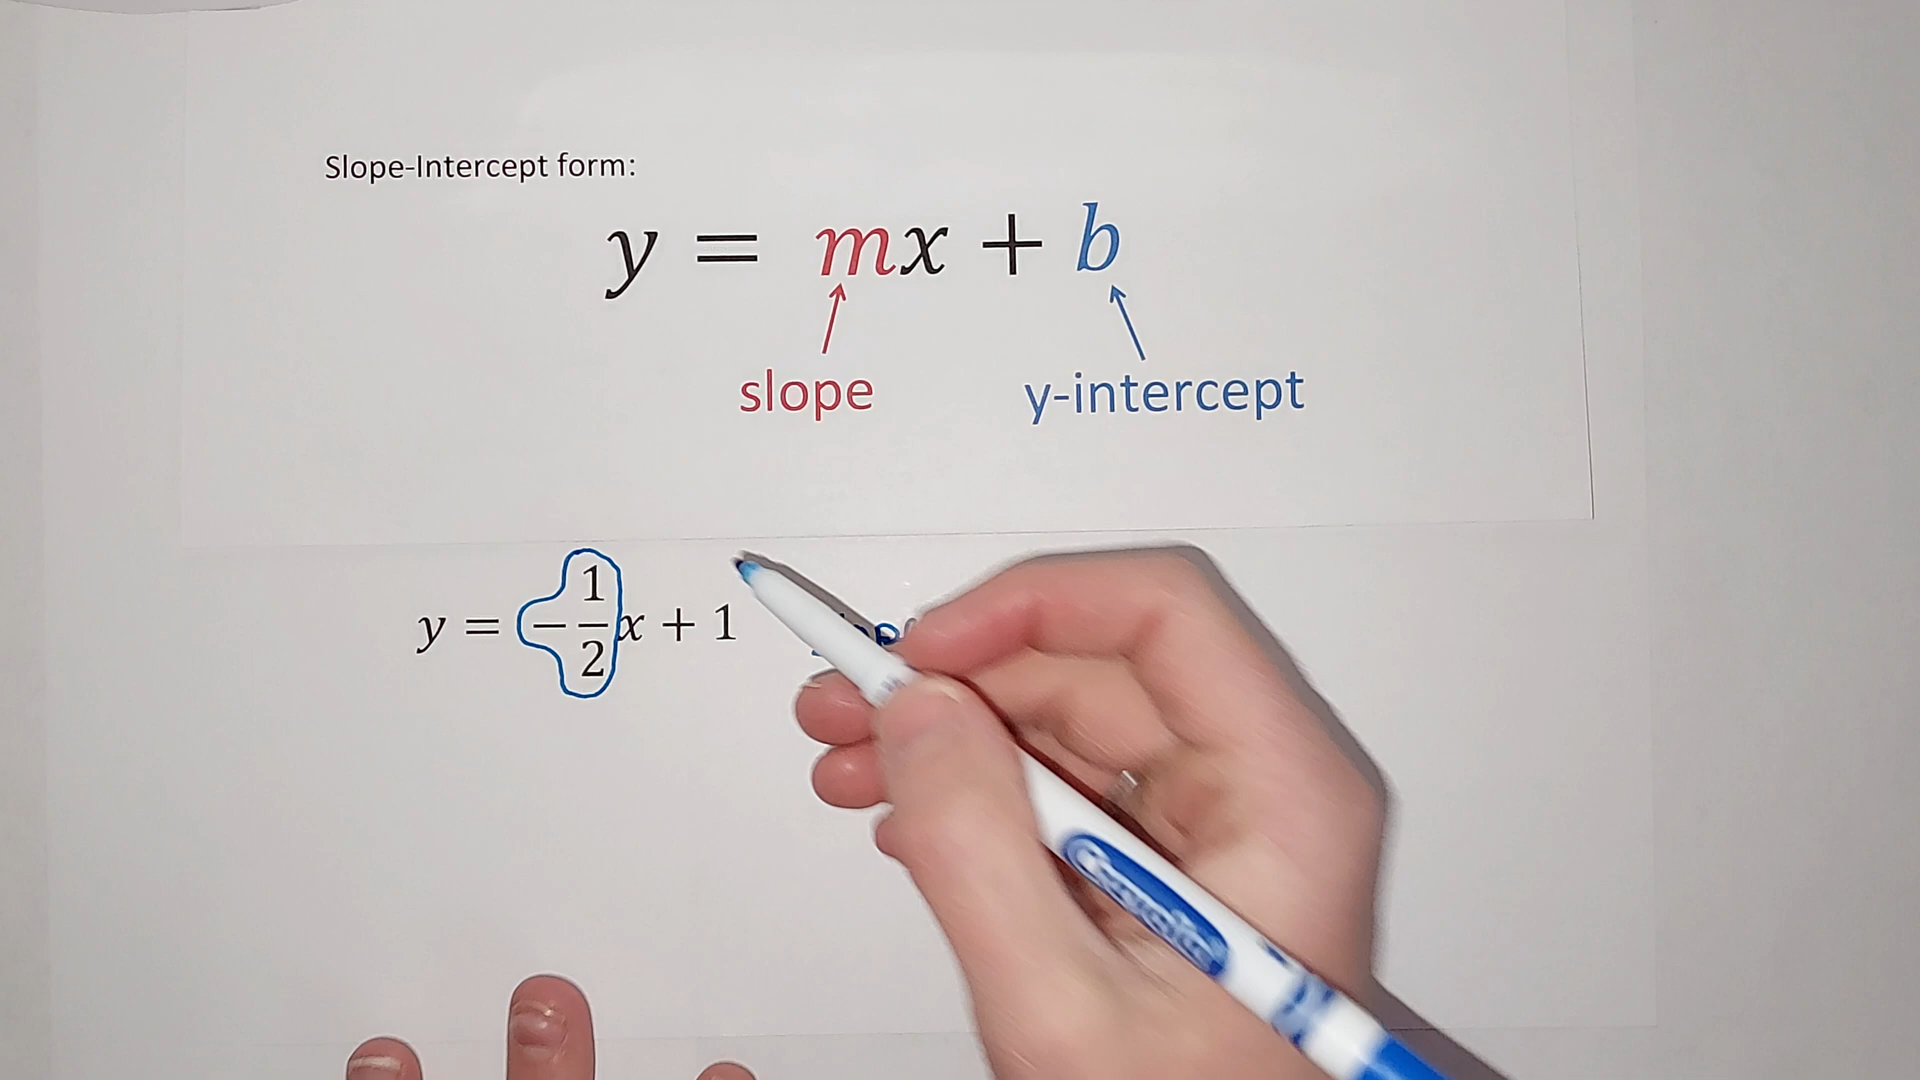 Slope-Intercept form:
y = mx + b
slope y-intercept
y = -1/2x + 1